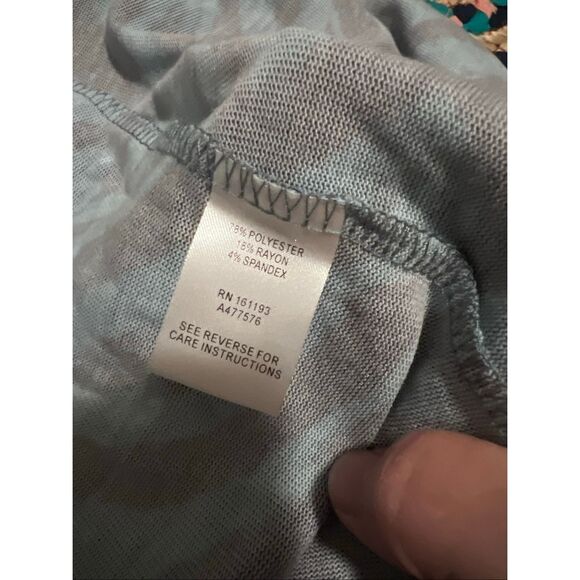 78% POLYESTER
18% RAYON
4% SPANDEX
RN 161193
A477576
SEE REVERSE FOR
CARE INSTRUCTIONS